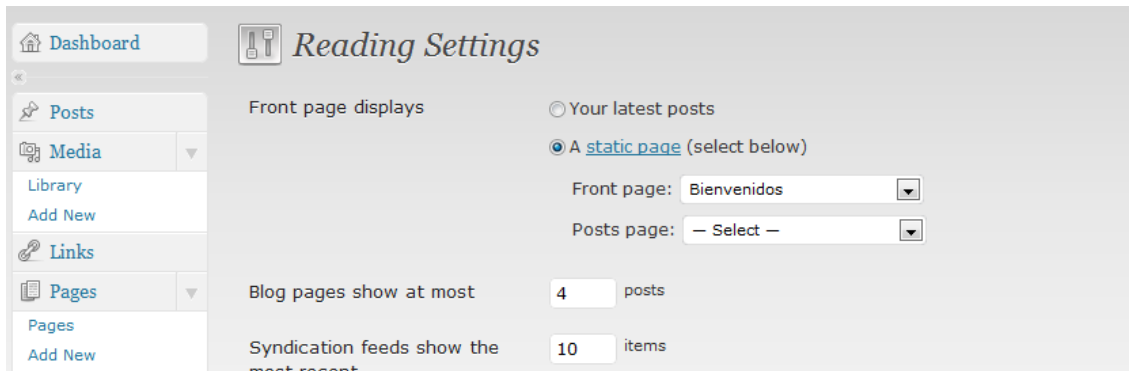 Dashboard
Reading Settings
Posts
Media
Library
Add New
Links
Pages
Pages
Add New
Front page displays
Your latest posts
A static page (select below)
Front page: Bienvenidos
Posts page: — Select —
Blog pages show at most 4 posts
Syndication feeds show the 10 items
most recent